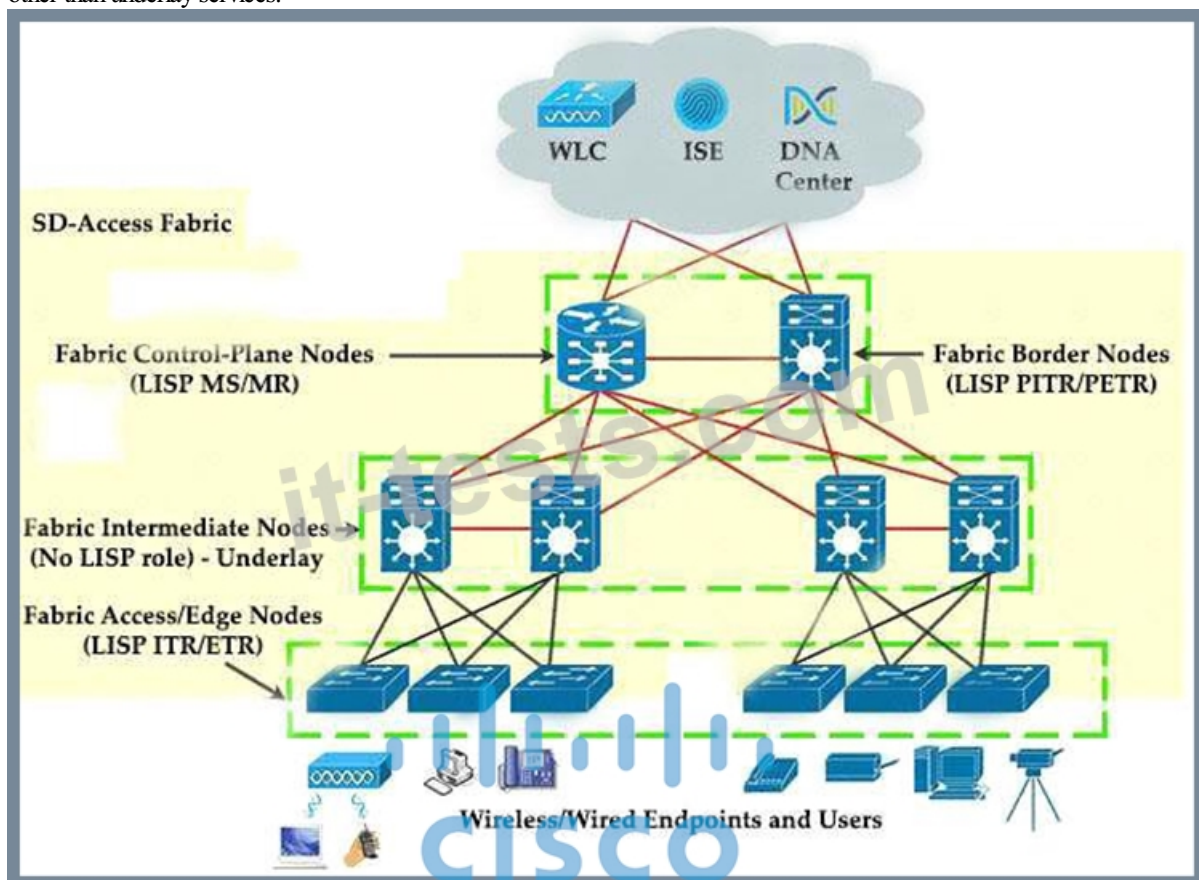 other than underlay services.
WLC
ISE
DNA
Center
SD-Access Fabric
Fabric Control-Plane Nodes
(LISP MS/MR)
Fabric Border Nodes
(LISP PITR/PETR)
it-tests.com
Fabric Intermediate Nodes
(No LISP role) - Underlay
Fabric Access/Edge Nodes
(LISP ITR/ETR)
Wireless/Wired Endpoints and Users
CISCO